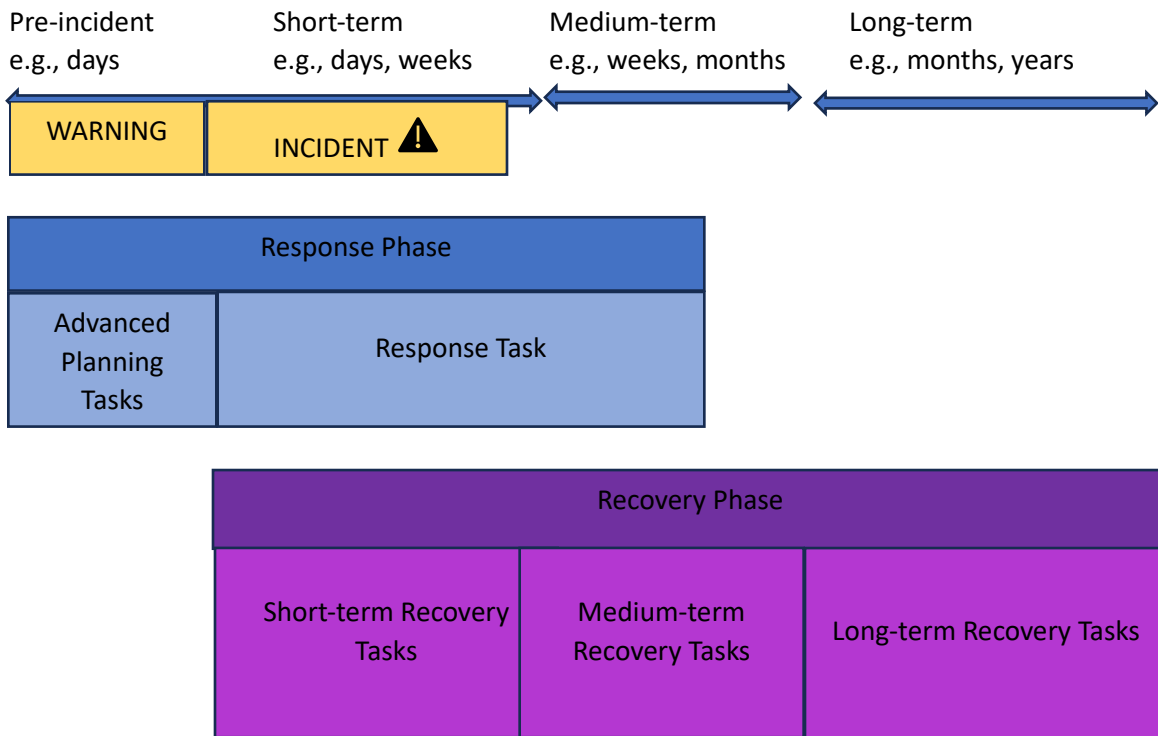 Pre-incident
e.g., days
Short-term
e.g., days, weeks
Medium-term
e.g., weeks, months
Long-term
e.g., months, years
WARNING
INCIDENT
Response Phase
Advanced
Planning
Tasks
Response Task
Recovery Phase
Short-term Recovery
Tasks
Medium-term
Recovery Tasks
Long-term Recovery Tasks